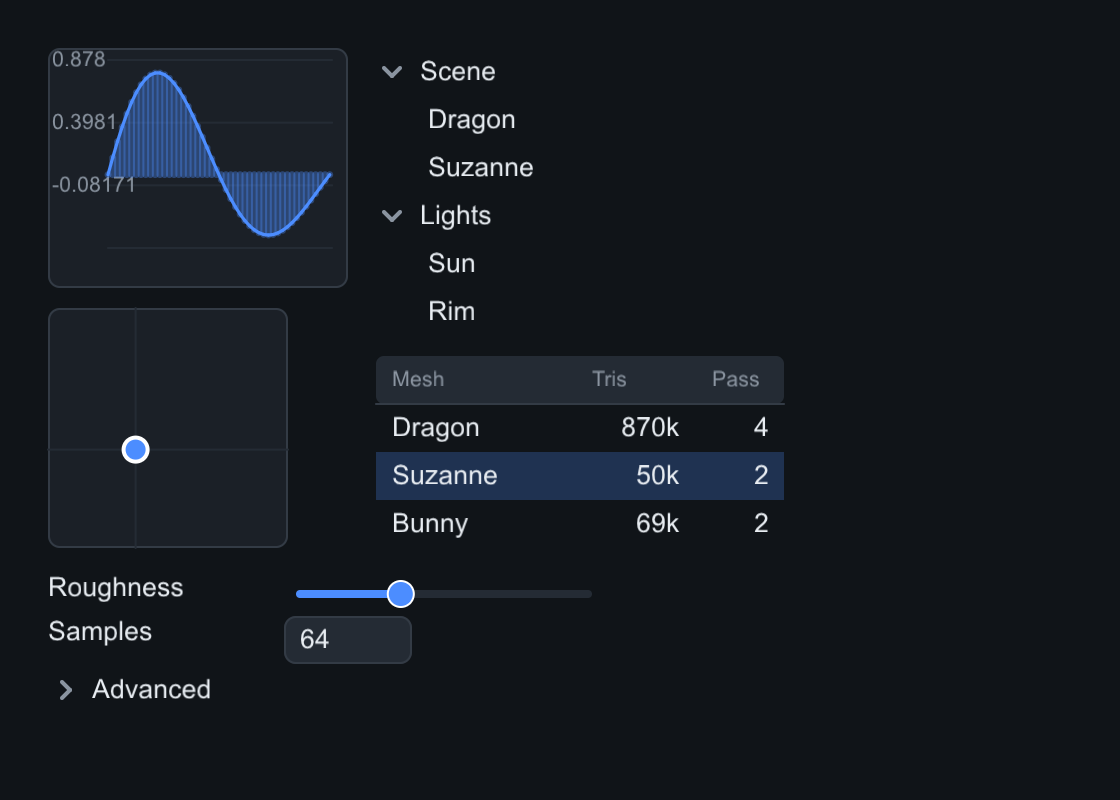 0.878
0.3981
-0.08171
Scene
Dragon
Suzanne
Lights
Sun
Rim
Mesh Tris Pass
Dragon 870k 4
Suzanne 50k 2
Bunny 69k 2
Roughness
Samples 64
Advanced